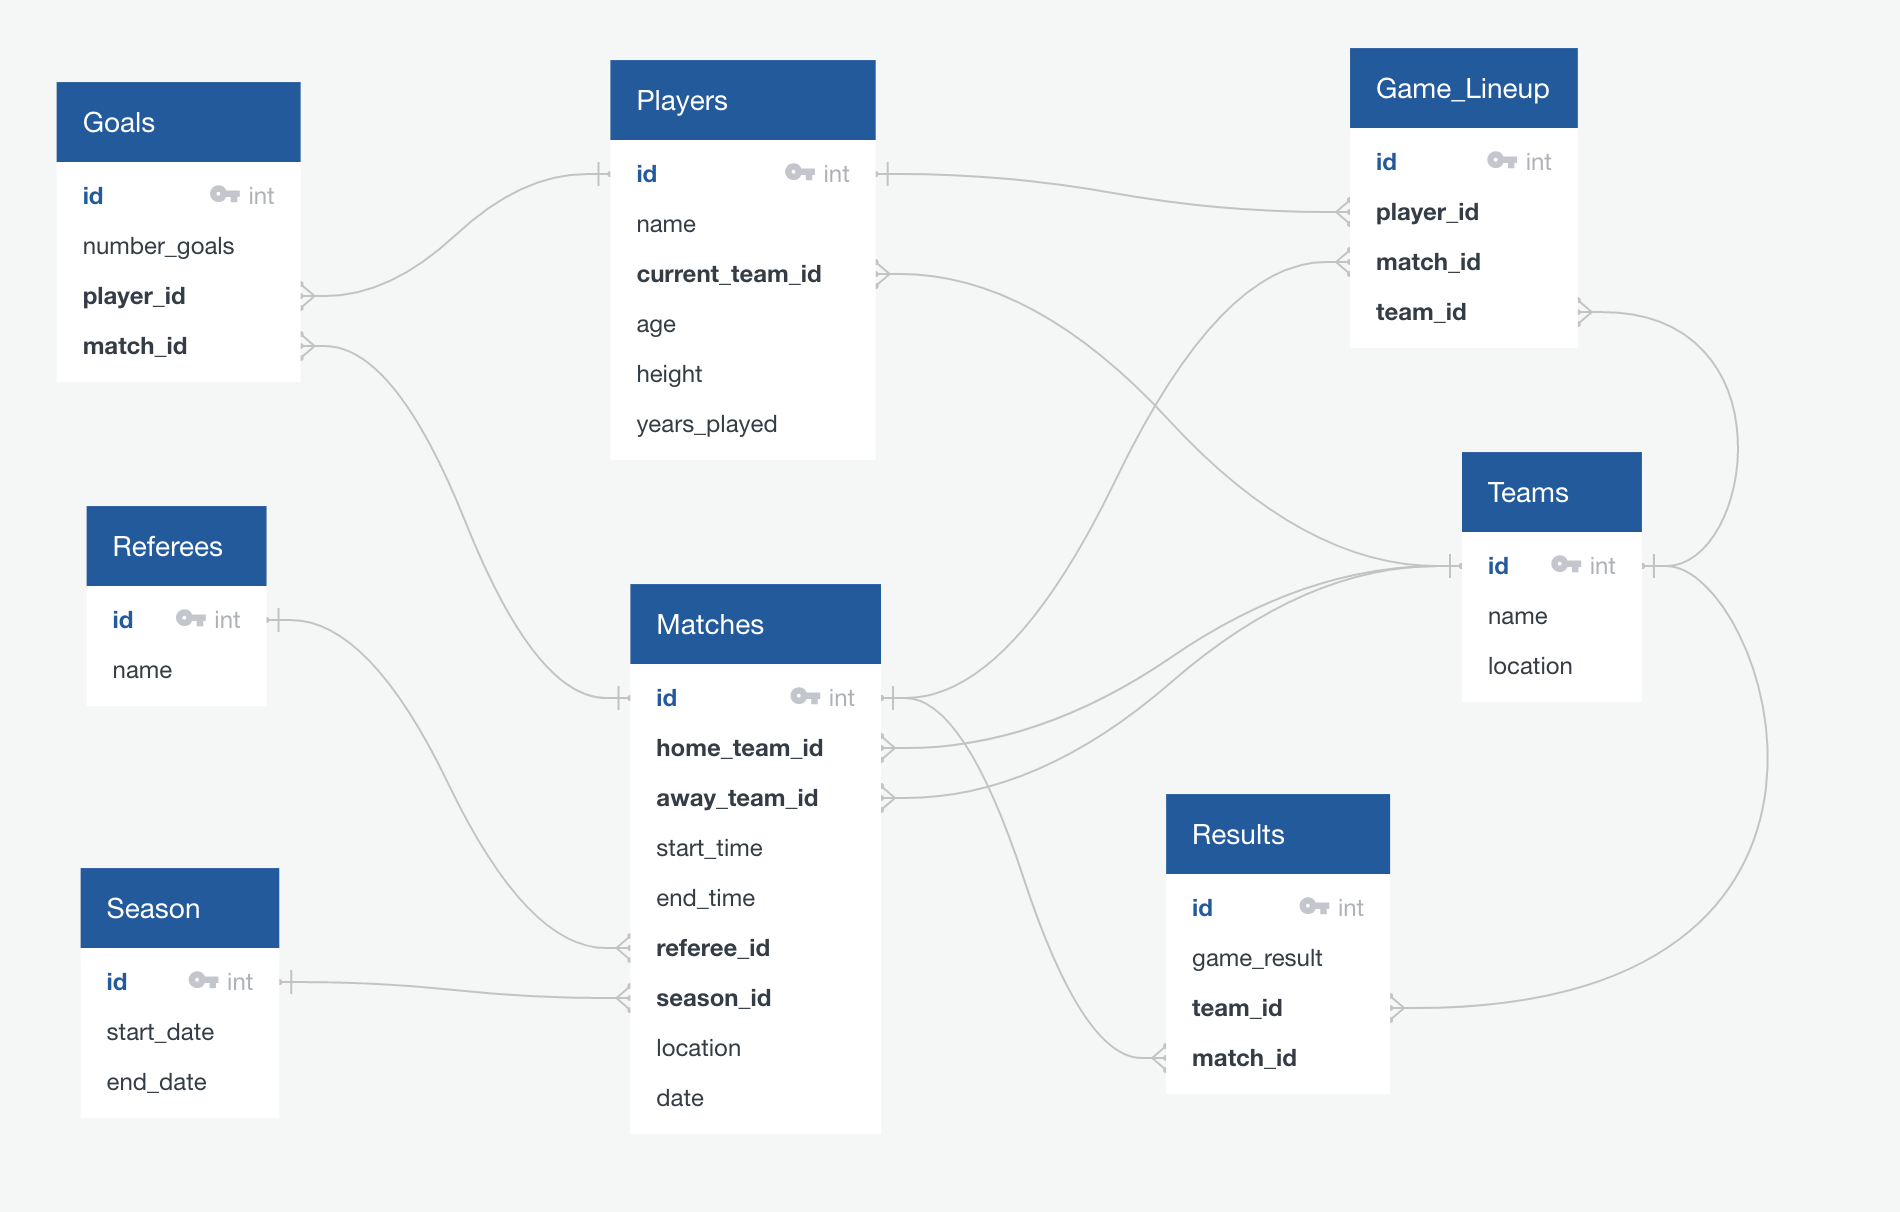 Goals
id int
number_goals
player_id
match_id
Players
id int
name
current_team_id
age
height
years_played
Game_Lineup
id int
player_id
match_id
team_id
Referees
id int
name
Matches
id int
home_team_id
away_team_id
start_time
end_time
referee_id
season_id
location
date
Teams
id int
name
location
Season
id int
start_date
end_date
Results
id int
game_result
team_id
match_id